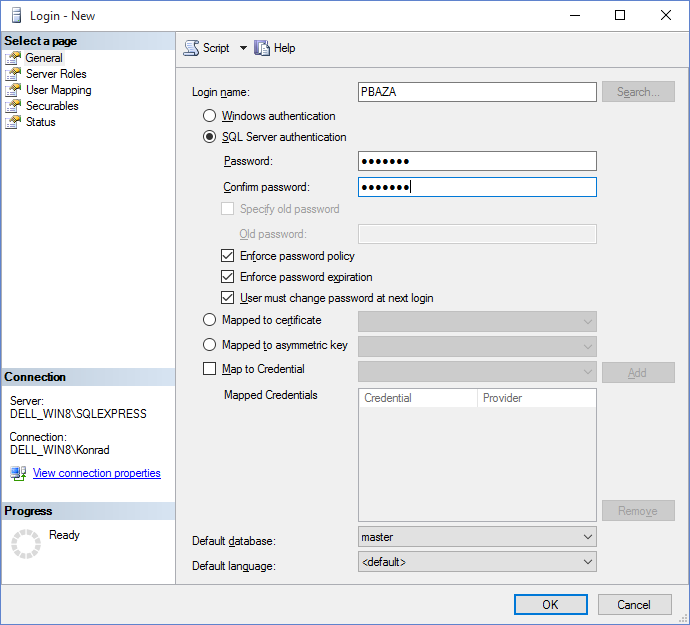 Login - New
Select a page
General
Server Roles
User Mapping
Securables
Status
Connection
Server:
DELL_WIN8\SQLEXPRESS
Connection:
DELL_WIN8\Konrad
View connection properties
Progress
Ready
Script Help
Login name: PBAZA Search...
Windows authentication
SQL Server authentication
Password: ●●●●●●●
Confirm password: ●●●●●●●
Specify old password
Old password:
Enforce password policy
Enforce password expiration
User must change password at next login
Mapped to certificate
Mapped to asymmetric key
Map to Credential Add
Mapped Credentials Credential Provider
Remove
Default database: master
Default language: <default>
OK Cancel